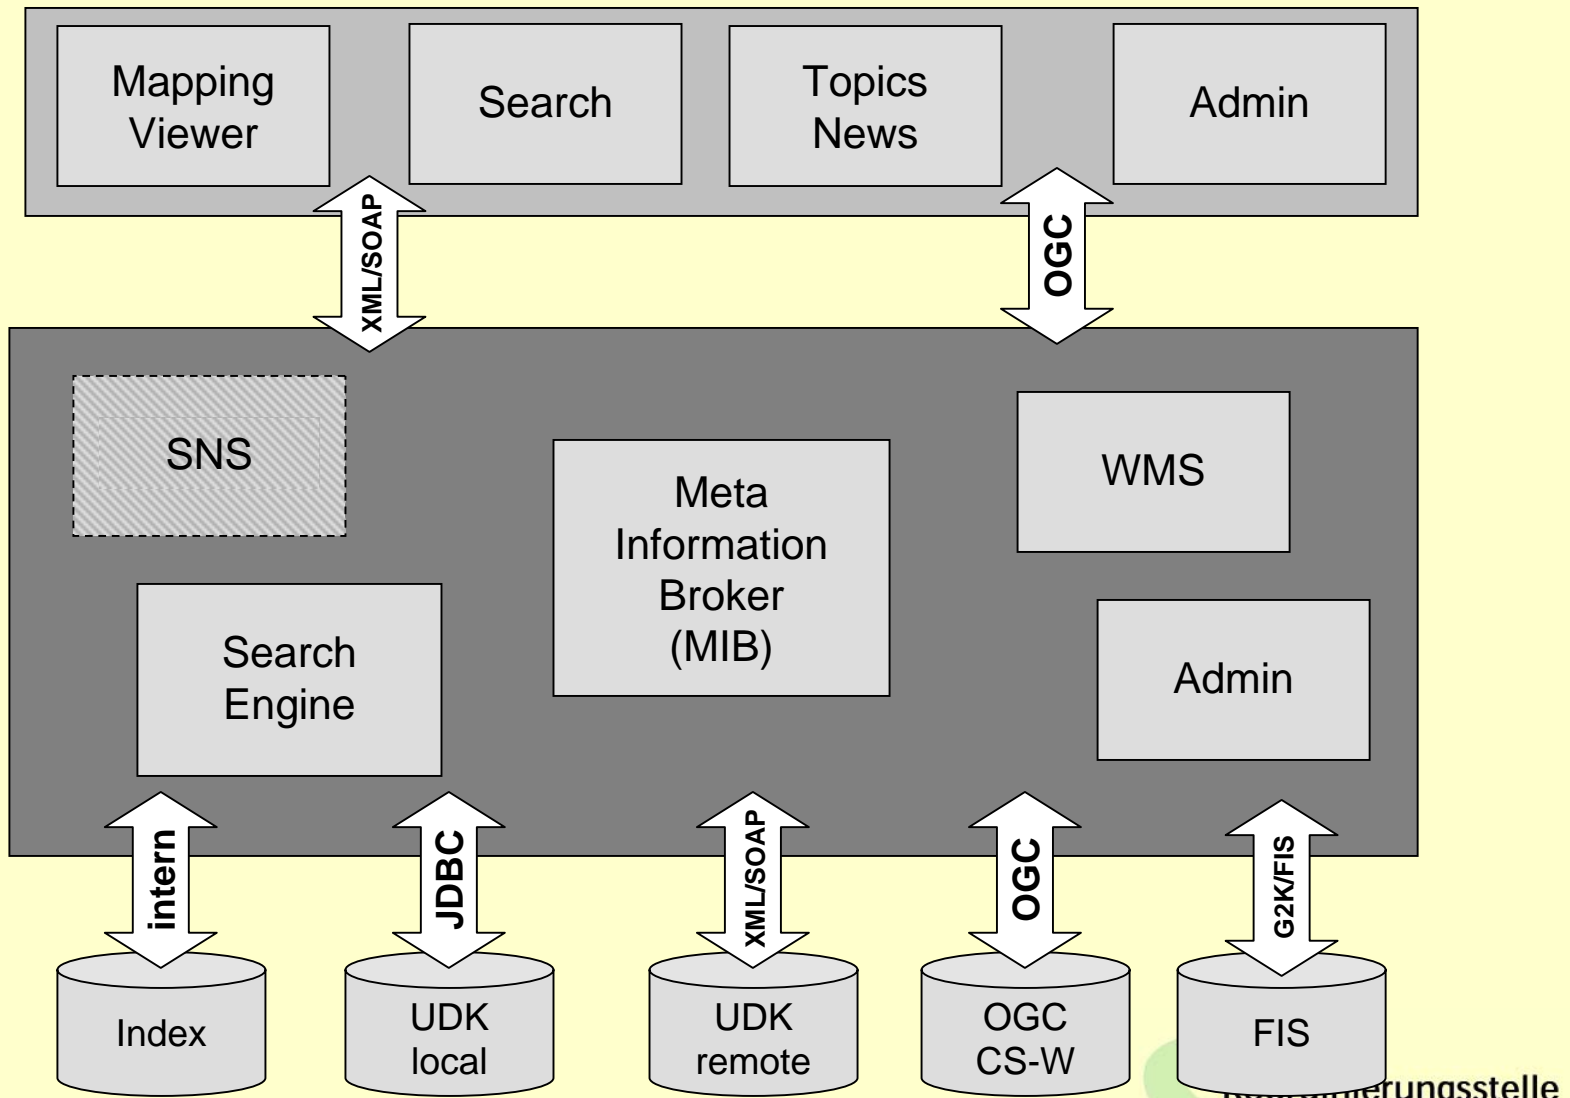 Mapping
Viewer
Search
Topics
News
Admin
XML/SOAP
OGC
SNS
Meta
Information
Broker
(MIB)
WMS
Search
Engine
Admin
intern
JDBC
XML/SOAP
OGC
G2K/FIS
Index
UDK
local
UDK
remote
OGC
CS-W
FIS